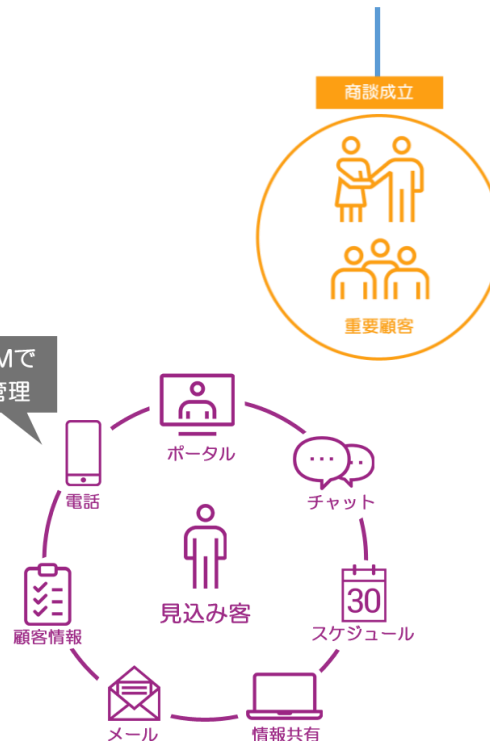 商談成立
重要顧客
Mで
管理
ポータル
電話
チャット
30
見込み客
スケジュール
顧客情報
メール
情報共有